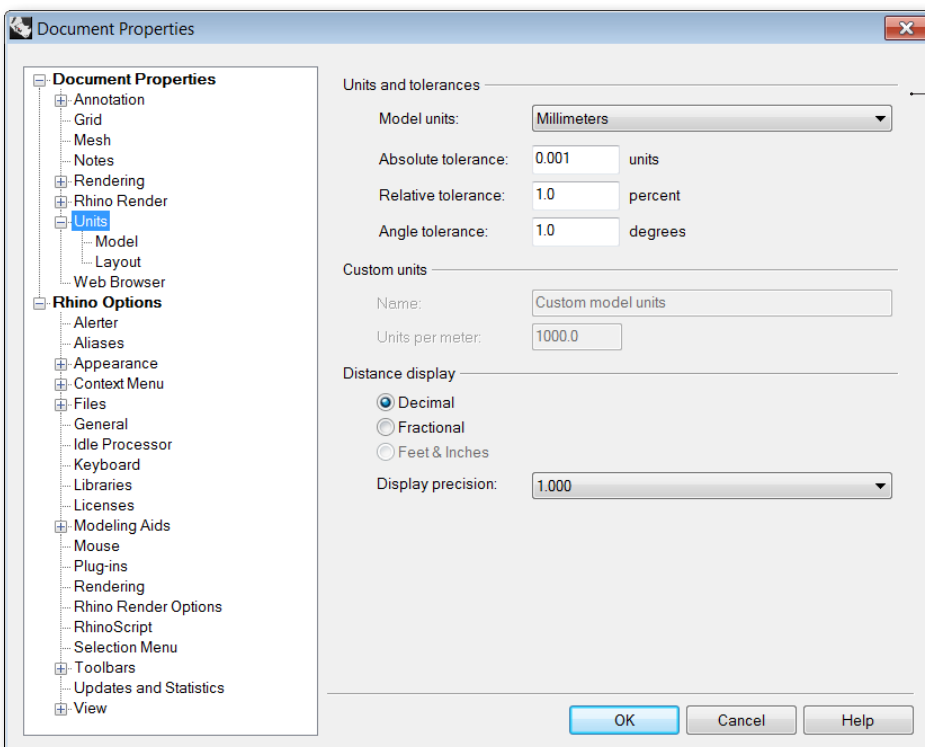 Document Properties
Document Properties
Annotation
Grid
Mesh
Notes
Rendering
Rhino Render
Units
Model
Layout
Web Browser
Rhino Options
Alerter
Aliases
Appearance
Context Menu
Files
General
Idle Processor
Keyboard
Libraries
Licenses
Modeling Aids
Mouse
Plug-ins
Rendering
Rhino Render Options
RhinoScript
Selection Menu
Toolbars
Updates and Statistics
View
Units and tolerances
Model units: Millimeters
Absolute tolerance: 0.001 units
Relative tolerance: 1.0 percent
Angle tolerance: 1.0 degrees
Custom units
Name: Custom model units
Units per meter: 1000.0
Distance display
Decimal
Fractional
Feet & Inches
Display precision: 1.000
OK Cancel Help